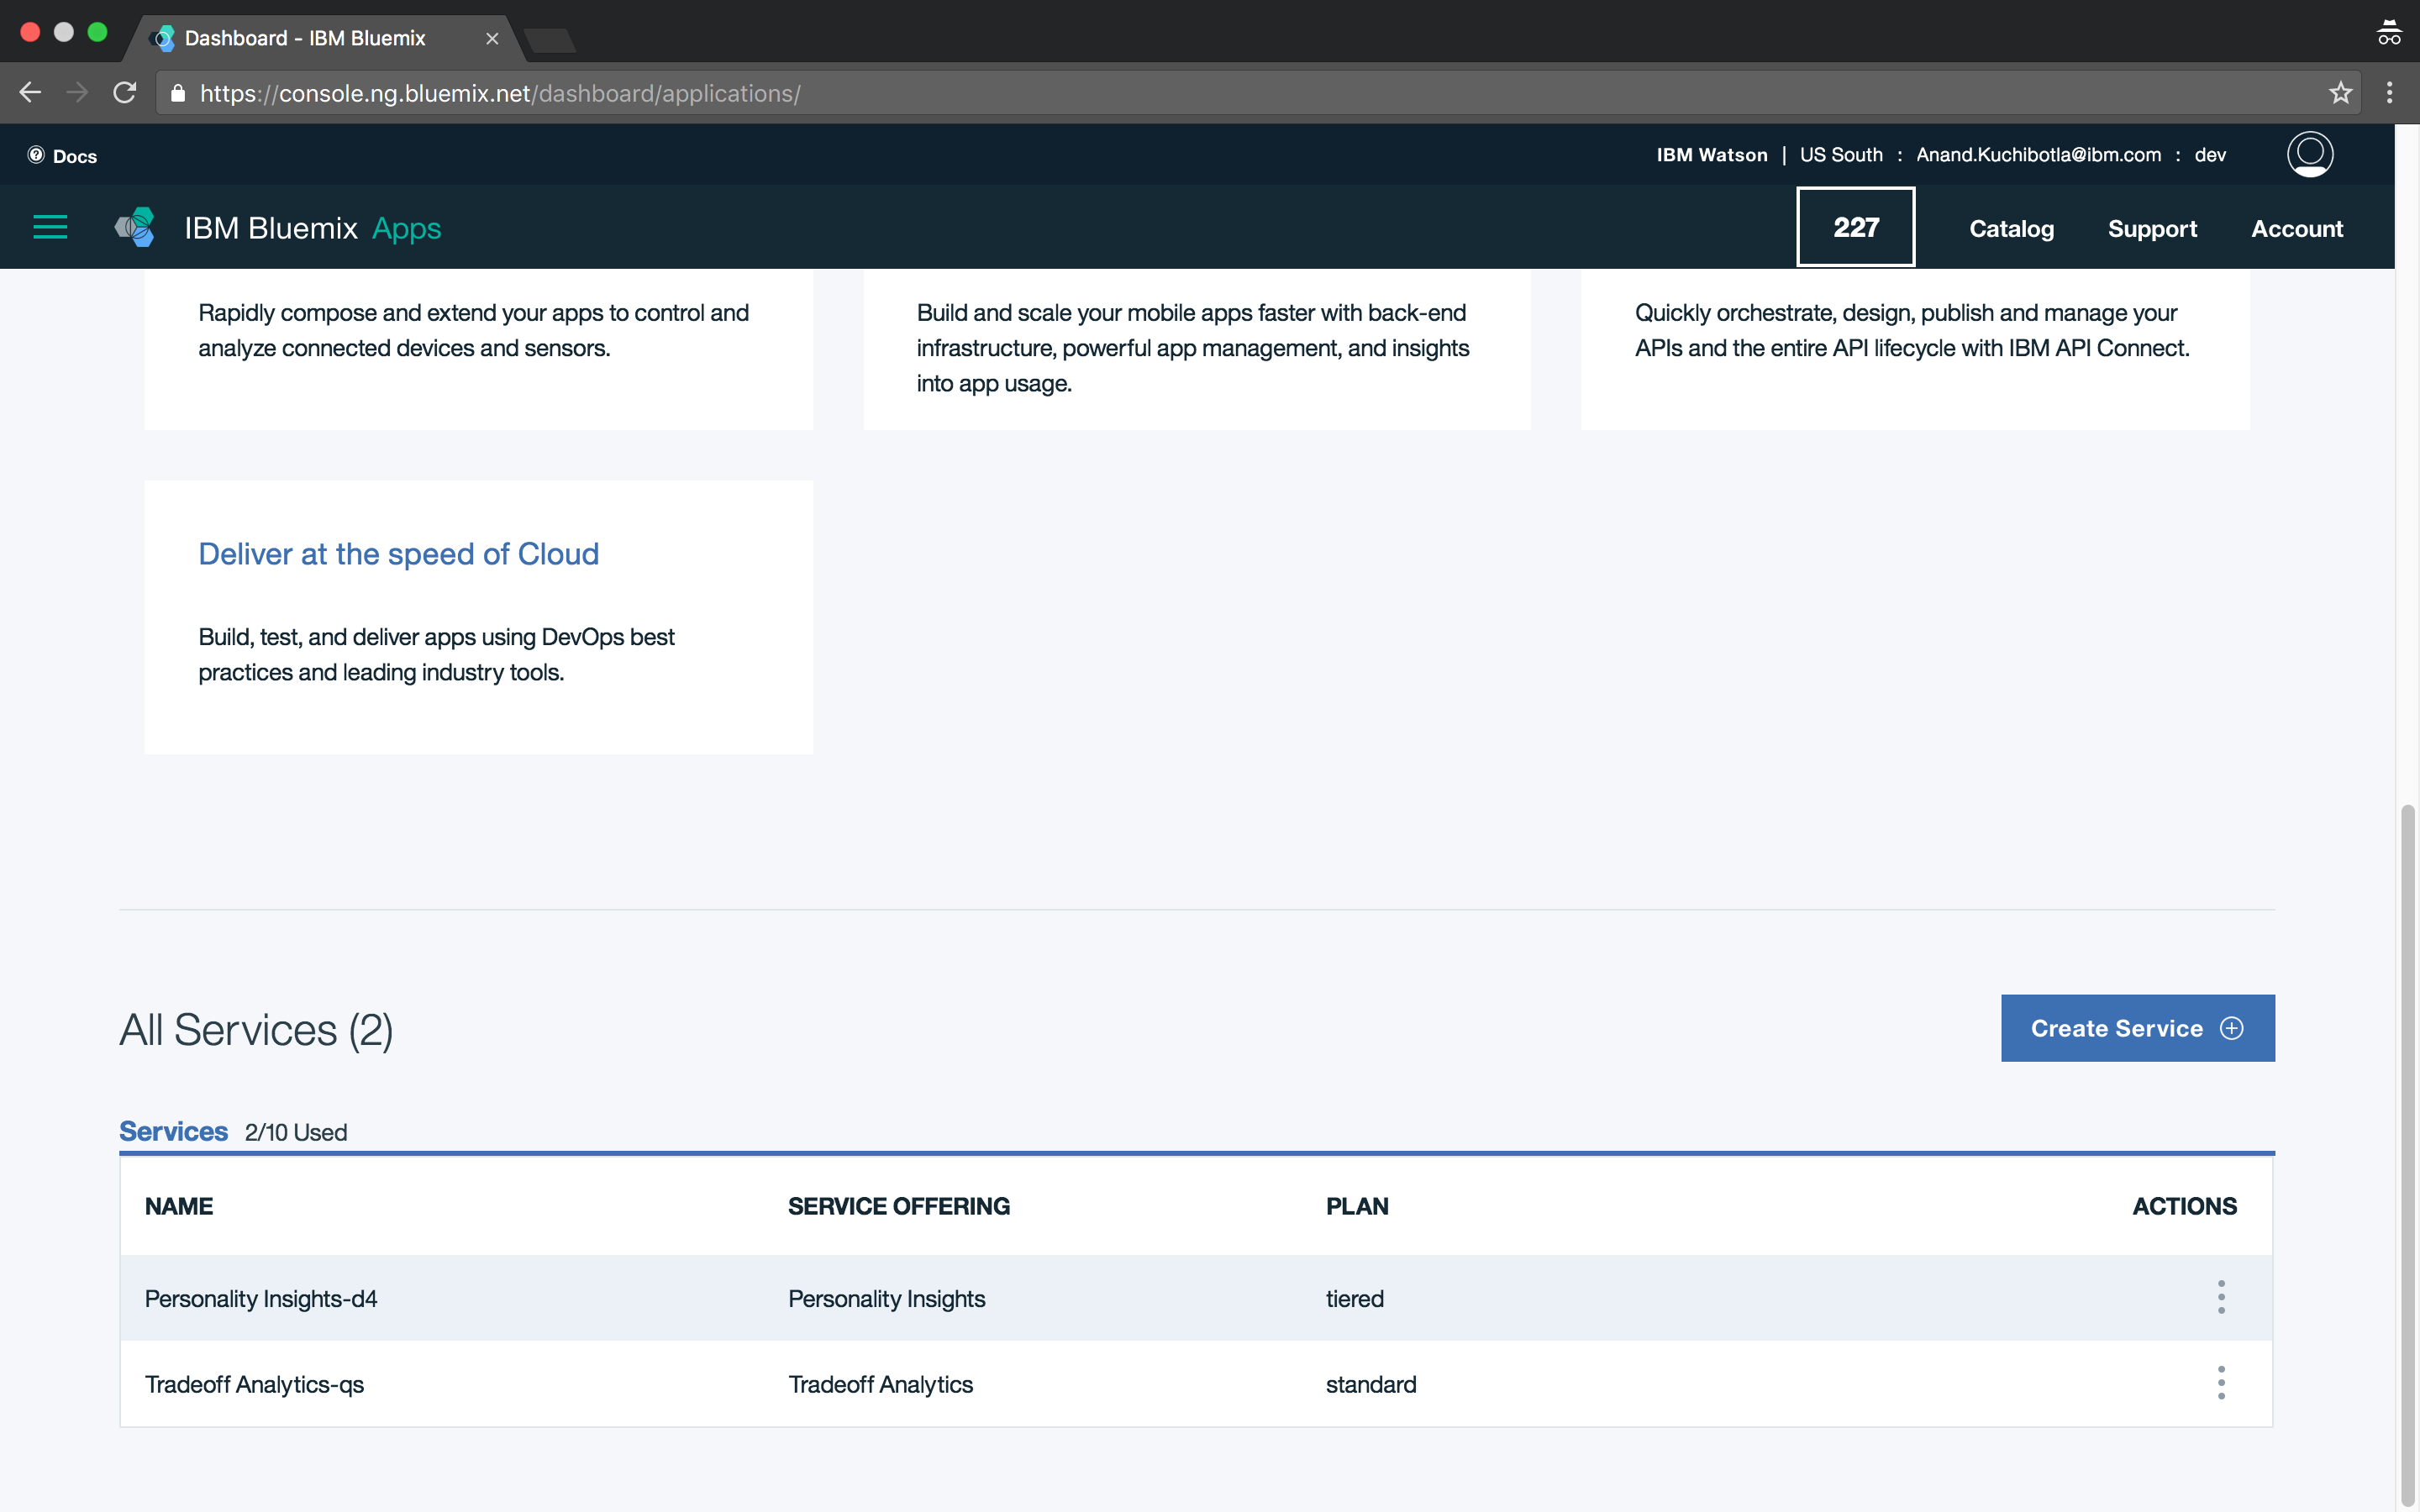 Dashboard - IBM Bluemix
https://console.ng.bluemix.net/dashboard/applications/
Docs
IBM Watson | US South : Anand.Kuchibotla@ibm.com : dev
IBM Bluemix Apps
227
Catalog
Support
Account
Rapidly compose and extend your apps to control and
analyze connected devices and sensors.
Build and scale your mobile apps faster with back-end
infrastructure, powerful app management, and insights
into app usage.
Quickly orchestrate, design, publish and manage your
APIs and the entire API lifecycle with IBM API Connect.
Deliver at the speed of Cloud
Build, test, and deliver apps using DevOps best
practices and leading industry tools.
All Services (2)
Create Service
Services 2/10 Used
NAME SERVICE OFFERING PLAN ACTIONS
Personality Insights-d4 Personality Insights tiered
Tradeoff Analytics-qs Tradeoff Analytics standard